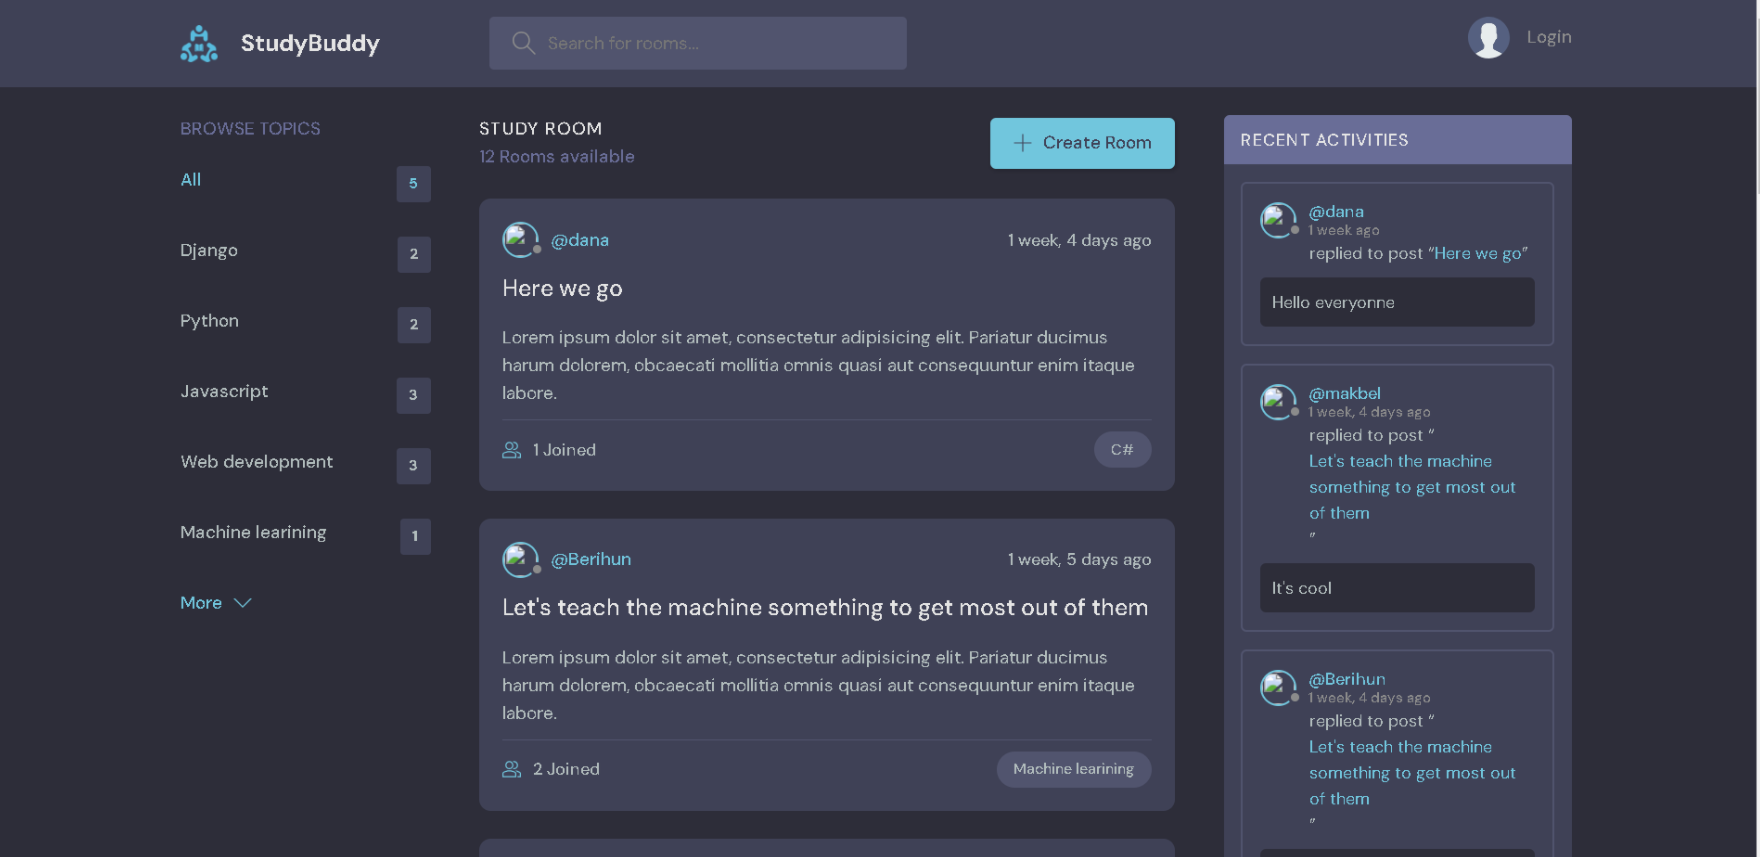 StudyBuddy
Search for rooms...
Login
BROWSE TOPICS
All 5
Django 2
Python 2
Javascript 3
Web development 3
Machine learining 1
More
STUDY ROOM
12 Rooms available
Create Room
@dana 1 week, 4 days ago
Here we go
Lorem ipsum dolor sit amet, consectetur adipisicing elit. Pariatur ducimus
harum dolorem, obcaecati mollitia omnis quasi aut consequuntur enim itaque
labore.
1 Joined C#
@Berihun 1 week, 5 days ago
Let's teach the machine something to get most out of them
Lorem ipsum dolor sit amet, consectetur adipisicing elit. Pariatur ducimus
harum dolorem, obcaecati mollitia omnis quasi aut consequuntur enim itaque
labore.
2 Joined Machine learining
RECENT ACTIVITIES
@dana
1 week ago
replied to post “Here we go”
Hello everyonne
@makbel
1 week, 4 days ago
replied to post “
Let's teach the machine
something to get most out
of them
”
It's cool
@Berihun
1 week, 4 days ago
replied to post “
Let's teach the machine
something to get most out
of them
”